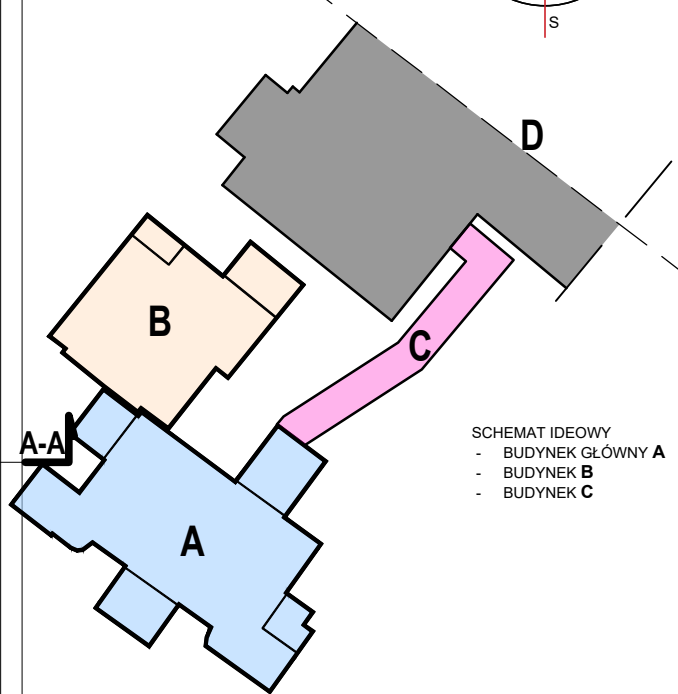 S
D
B
C
A-A
SCHEMAT IDEOWY
- BUDYNEK GŁÓWNY A
- BUDYNEK B
- BUDYNEK C
A